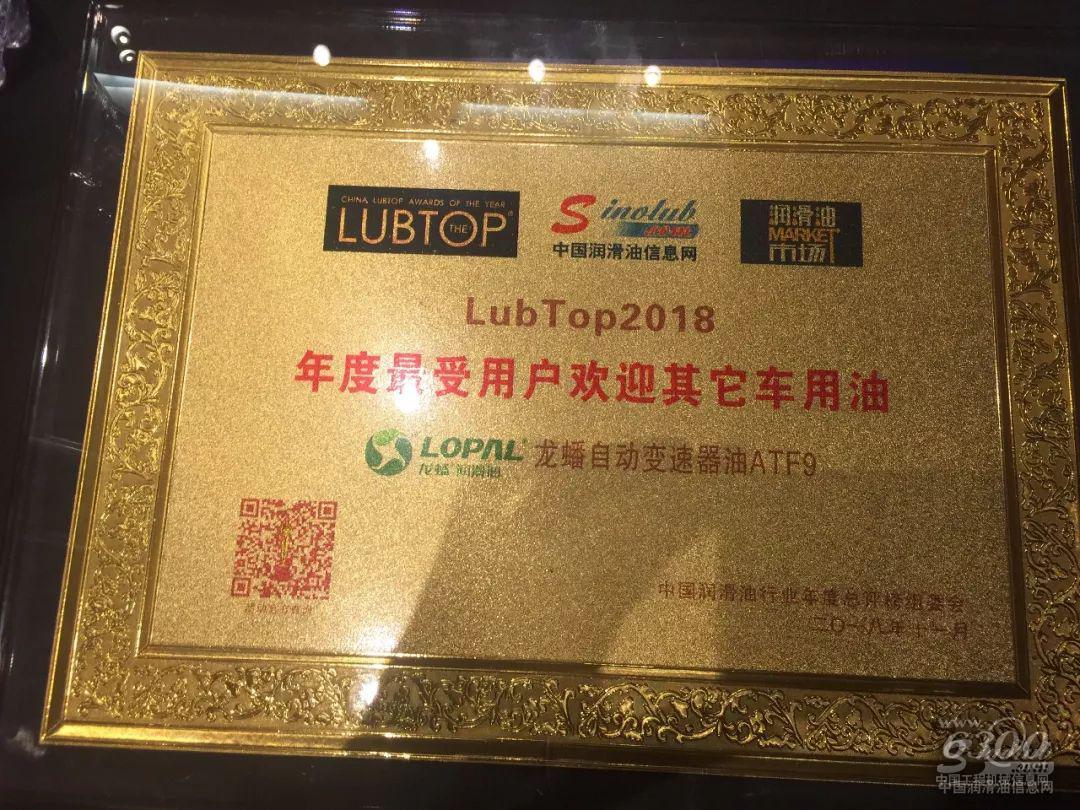 CHINA LUBTOP AWARDS OF THE YEAR
LUBTOP THE
Sinolub
中国润滑油信息网
润滑油
MARKET
市场
LubTop2018
年度最受用户欢迎其它车用油
LOPAL 龙蟠自动变速器油ATF9
龙蟠 润滑油
中国润滑油行业年度总评榜组委会
二〇一八年十一月
www.6300.net
中国工程机械信息网
中国润滑油信息网